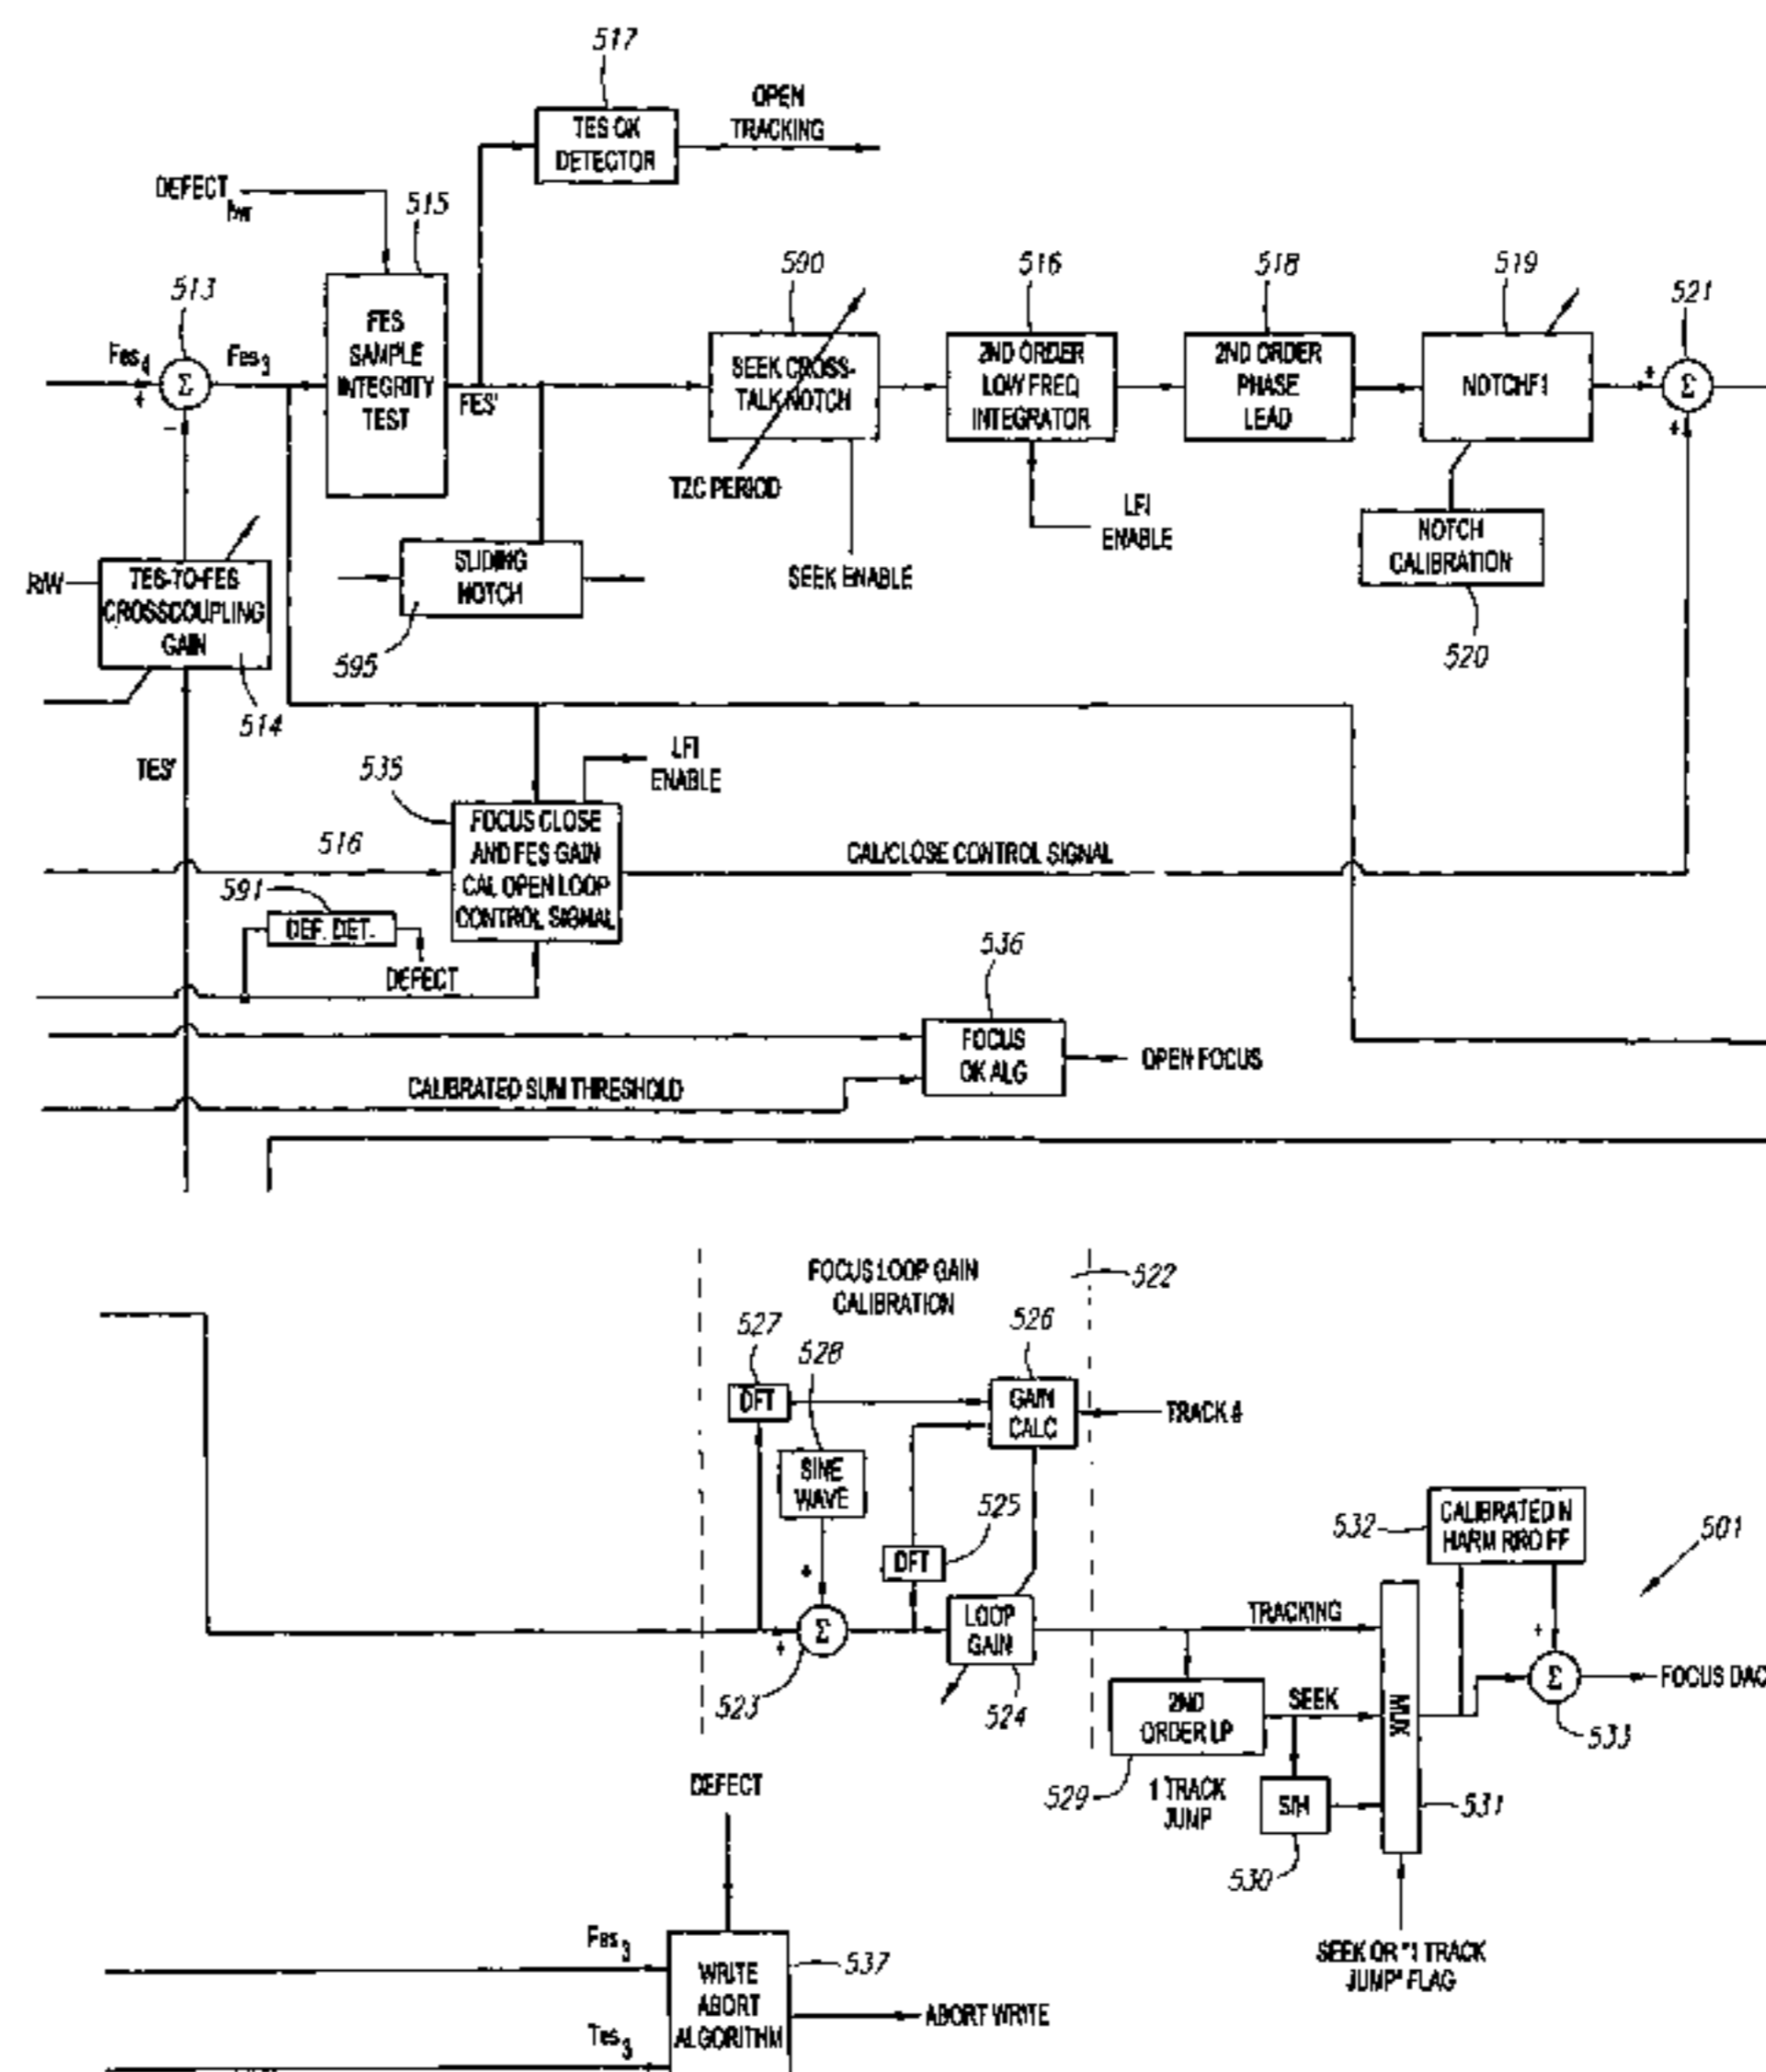 517
OPEN
TRACKING
TES OK
DETECTOR
DEFECT hw
515
513
590
516
518
519
521
Fes4
Fes3
+
Σ
−
FES
SAMPLE
INTEGRITY
TEST
FES'
SEEK CROSS-
TALK NOTCH
2ND ORDER
LOW FREQ
INTEGRATOR
2ND ORDER
PHASE
LEAD
NOTCHF1
+
Σ
+
TZC PERIOD
LFI
ENABLE
SEEK ENABLE
NOTCH
CALIBRATION
520
SLIDING
NOTCH
595
R/W
TES-TO-FES
CROSSCOUPLING
GAIN
514
TES'
535
LFI
ENABLE
516
FOCUS CLOSE
AND FES GAIN
CAL OPEN LOOP
CONTROL SIGNAL
CAL/CLOSE CONTROL SIGNAL
591
DEF. DET.
DEFECT
536
FOCUS
OK ALG
OPEN FOCUS
CALIBRATED SUM THRESHOLD
FOCUS LOOP GAIN
CALIBRATION
522
527
528
526
DFT
GAIN
CALC
TRACK #
SINE
WAVE
525
DFT
532
CALIBRATED N
HARM RRO FF
501
+
+
Σ
LOOP
GAIN
TRACKING
523
524
2ND
ORDER LP
SEEK
MUX
+
Σ
FOCUS DAC
533
529
1 TRACK
JUMP
S/H
531
530
SEEK OR "1 TRACK
JUMP" FLAG
DEFECT
Fes3
WRITE
ABORT
ALGORITHM
537
ABORT WRITE
Tes3